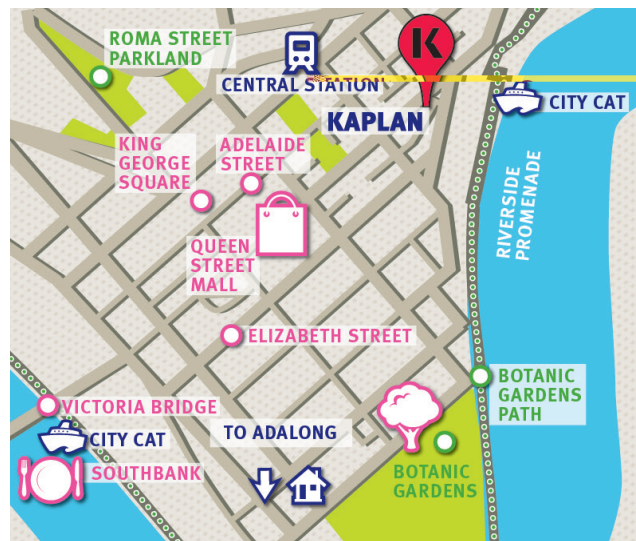 ROMA STREET
PARKLAND
K
CENTRAL STATION
KAPLAN
CITY CAT
KING
GEORGE
SQUARE
ADELAIDE
STREET
RIVERSIDE
PROMENADE
QUEEN
STREET
MALL
ELIZABETH STREET
BOTANIC
GARDENS
PATH
VICTORIA BRIDGE
CITY CAT
TO ADALONG
SOUTHBANK
BOTANIC
GARDENS